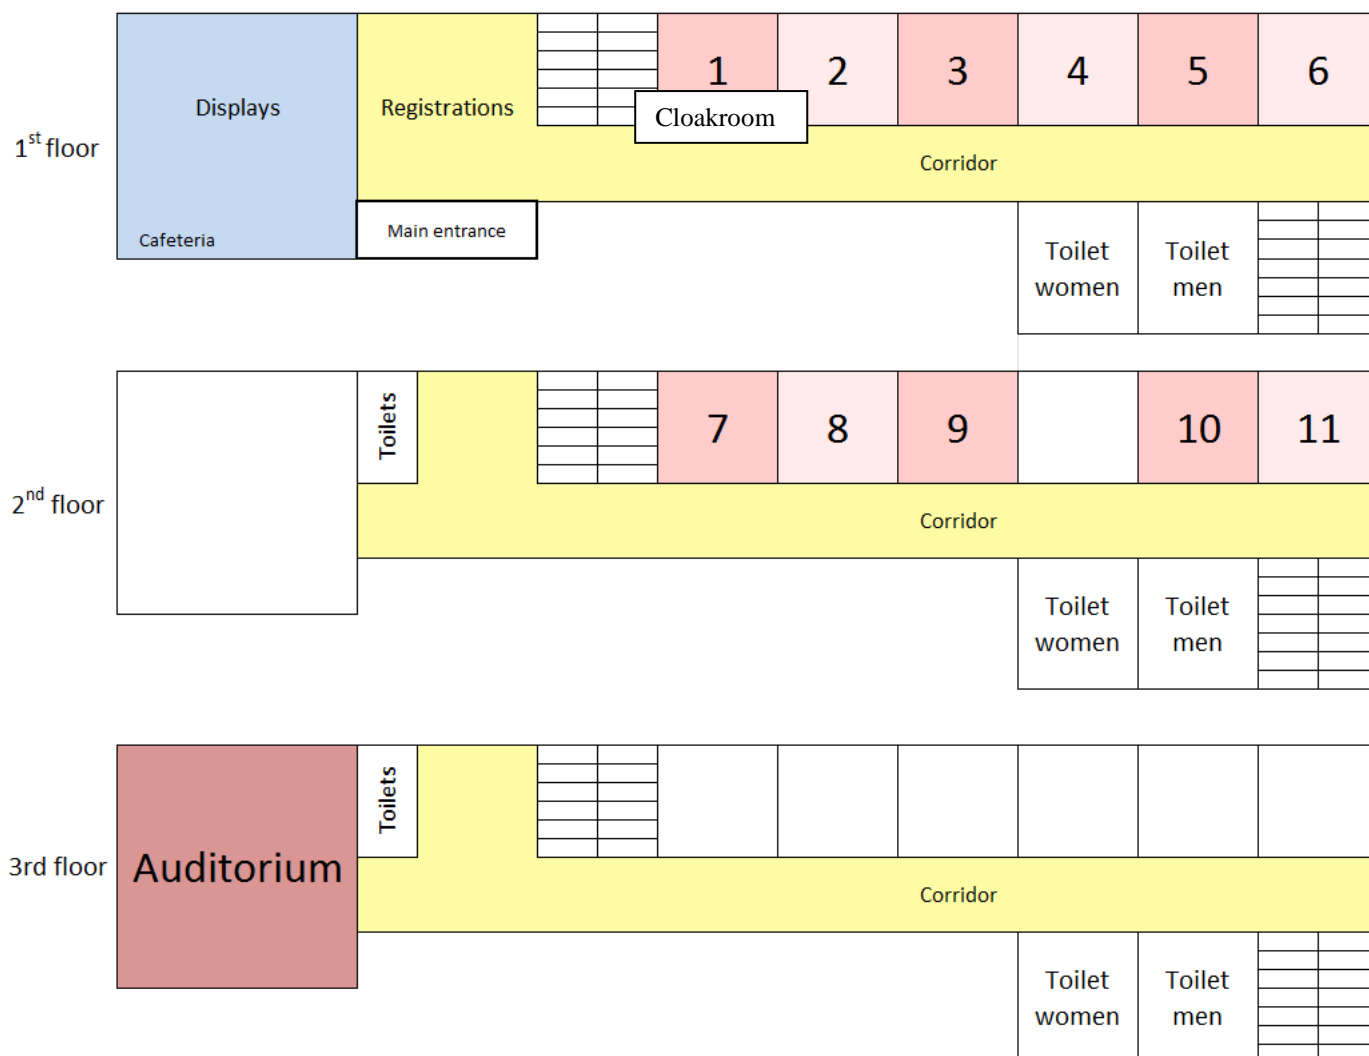 1st floor
Displays
Cafeteria
Registrations
Main entrance
1
2
3
4
5
6
Cloakroom
Corridor
Toilet
women
Toilet
men
2nd floor
Toilets
7
8
9
10
11
Corridor
Toilet
women
Toilet
men
3rd floor
Auditorium
Toilets
Corridor
Toilet
women
Toilet
men